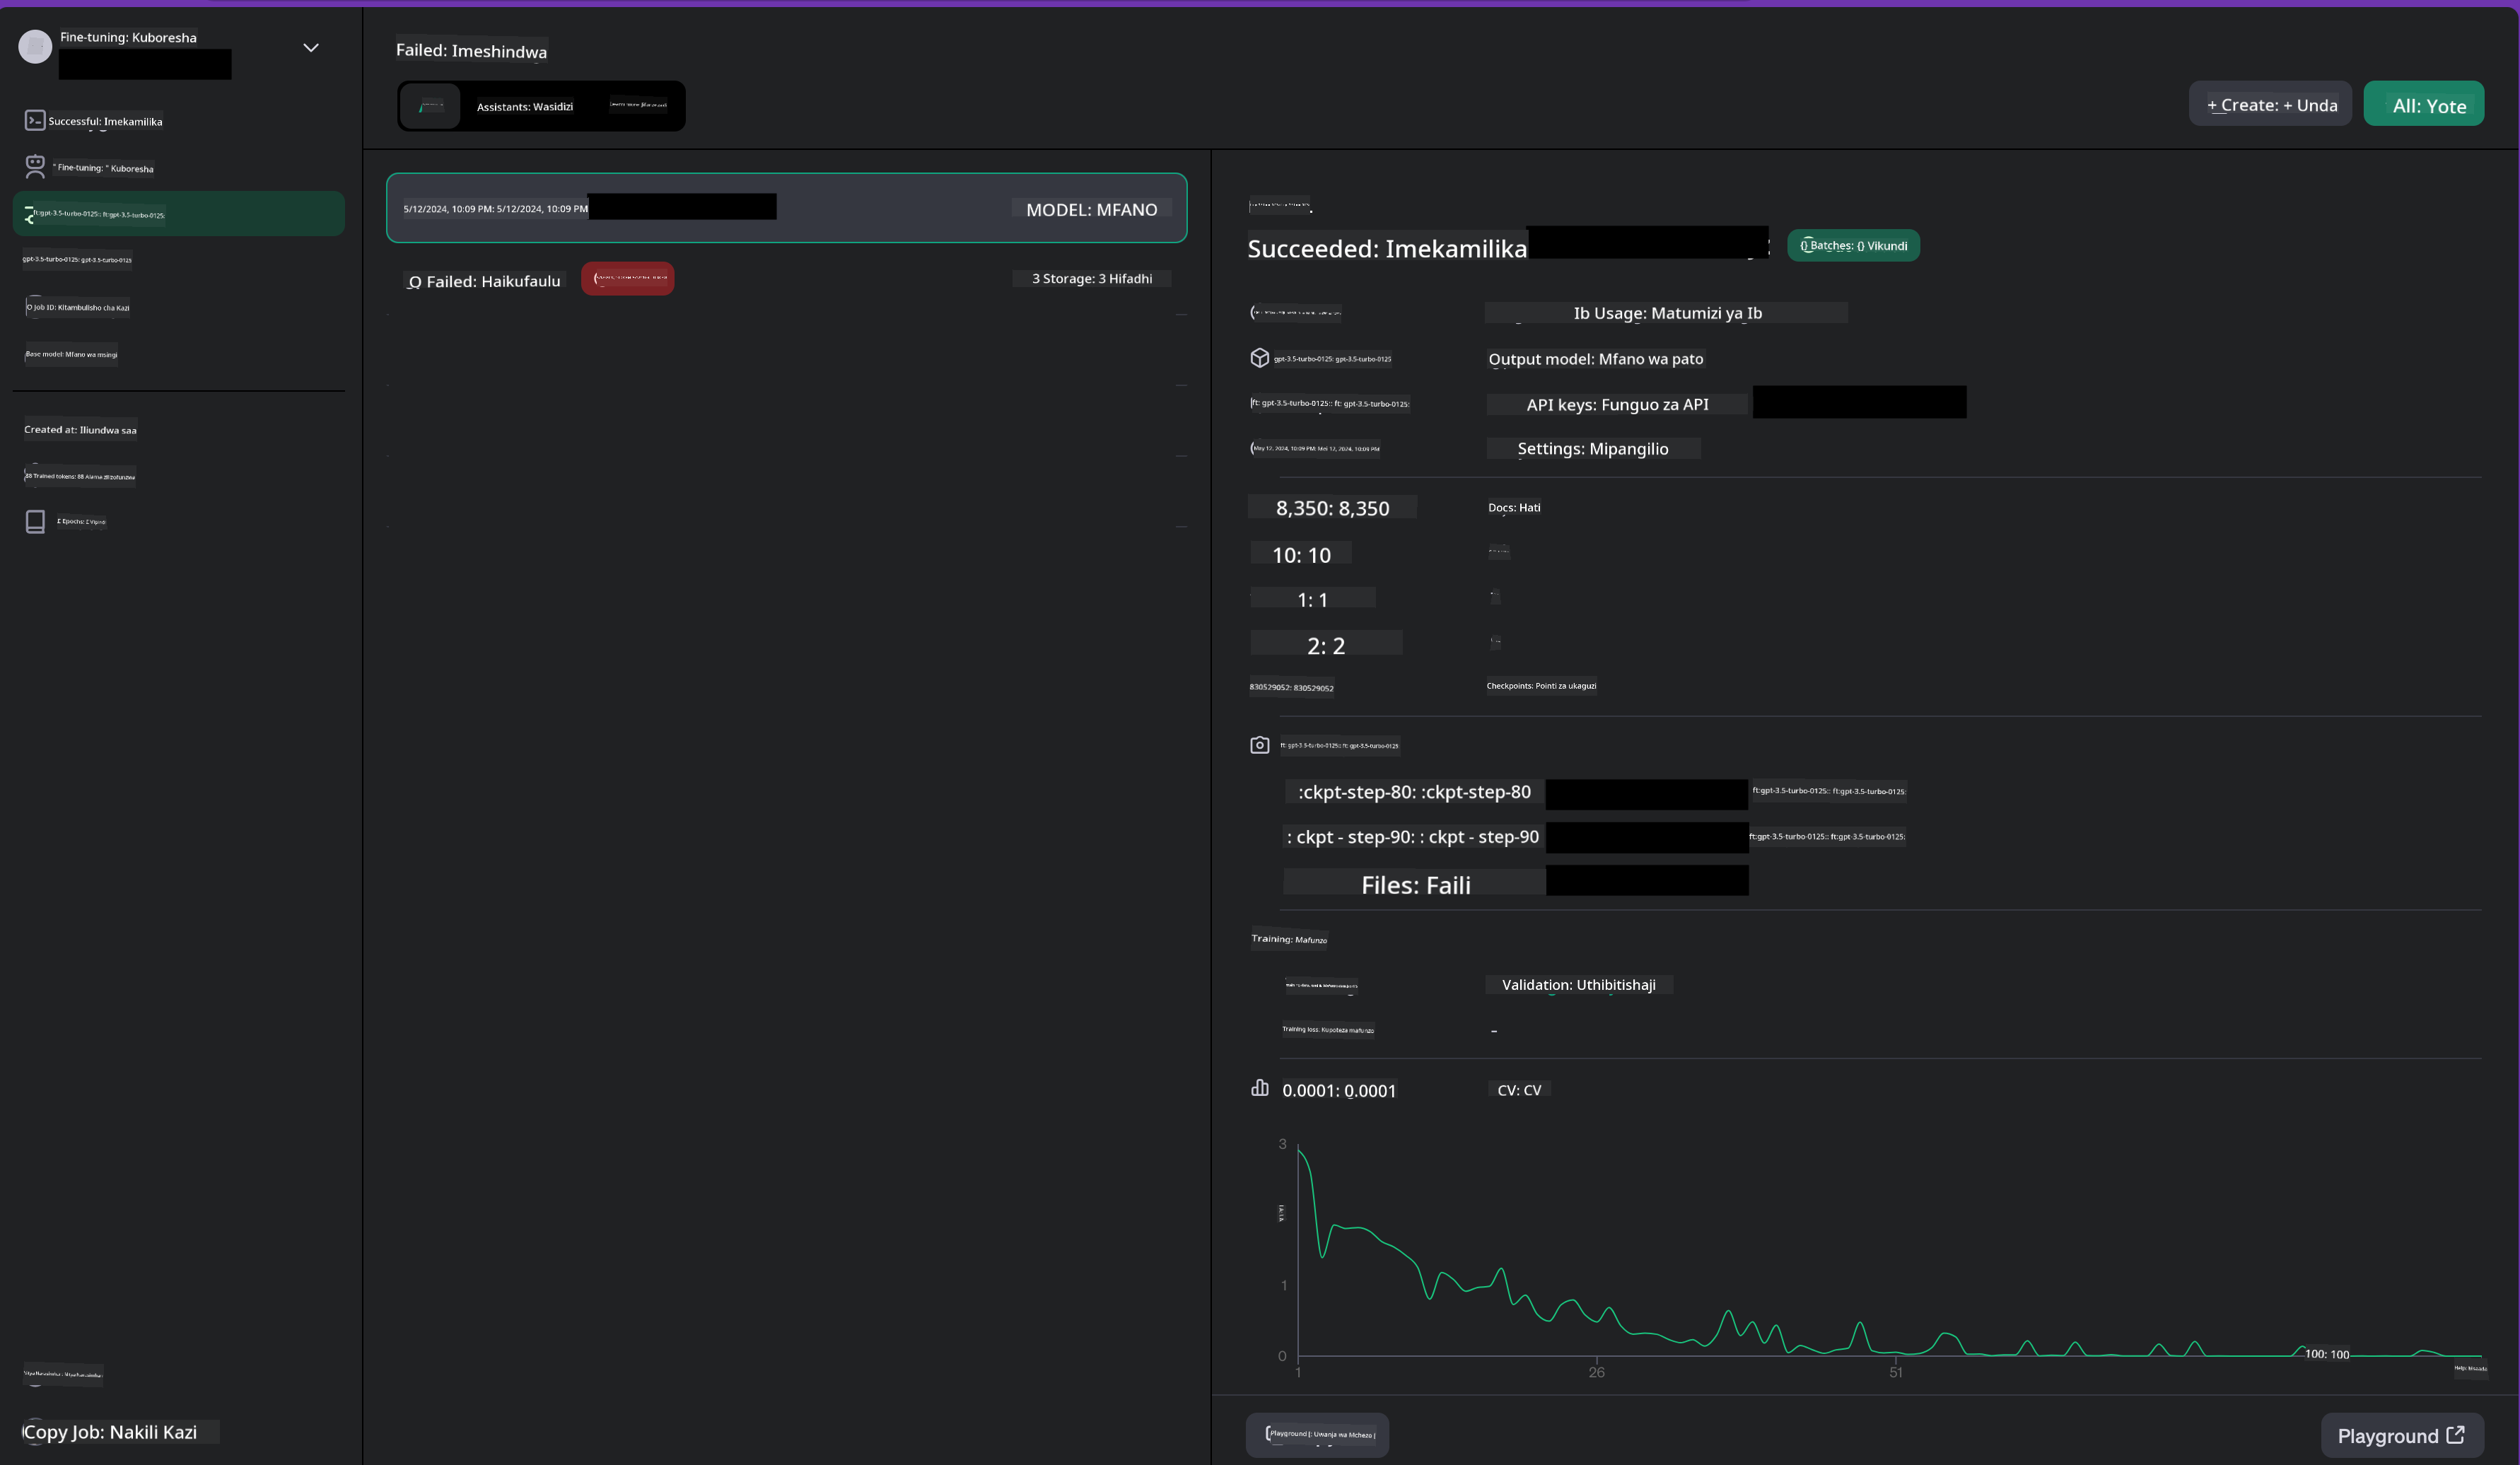 Fine-tuning: Kuboresha
Successful: Imekamilika
" Fine-tuning: " Kuboresha
ft:gpt-3.5-turbo-0125:: ft:gpt-3.5-turbo-0125:
gpt-3.5-turbo-0125: gpt-3.5-turbo-0125
O Job ID: Kitambulisho cha Kazi
Base model: Mfano wa msingi
Created at: Iliundwa saa
88 Trained tokens: 88 Alama zilizofunzwa
Copy Job: Nakili Kazi
Failed: Imeshindwa
Assistants: Wasidizi
+ Create: + Unda
All: Yote
5/12/2024, 10:09 PM: 5/12/2024, 10:09 PM
MODEL: MFANO
O Failed: Haikufaulu
3 Storage: 3 Hifadhi
Succeeded: Imekamilika
{} Batches: {} Vikundi
Ib Usage: Matumizi ya Ib
gpt-3.5-turbo-0125: gpt-3.5-turbo-0125
Output model: Mfano wa pato
ft: gpt-3.5-turbo-0125:: ft: gpt-3.5-turbo-0125:
API keys: Funguo za API
May 12, 2024, 10:09 PM: Mei 12, 2024, 10:09 PM
Settings: Mipangilio
8,350: 8,350
Docs: Hati
10: 10
1: 1
2: 2
830529052: 830529052
Checkpoints: Pointi za ukaguzi
ft: gpt-3.5-turbo-0125:: ft: gpt-3.5-turbo-0125
:ckpt-step-80: :ckpt-step-80
ft:gpt-3.5-turbo-0125:: ft:gpt-3.5-turbo-0125:
: ckpt - step-90: : ckpt - step-90
ft:gpt-3.5-turbo-0125:: ft:gpt-3.5-turbo-0125:
Files: Faili
Training: Mafunzo
Validation: Uthibitishaji
Training loss: Kupoteza mafunzo
-
0.0001: 0.0001
CV: CV
3
1
0
1
26
51
100: 100
Help: Msaada
Playground [: Uwanja wa Mchezo [
Playground